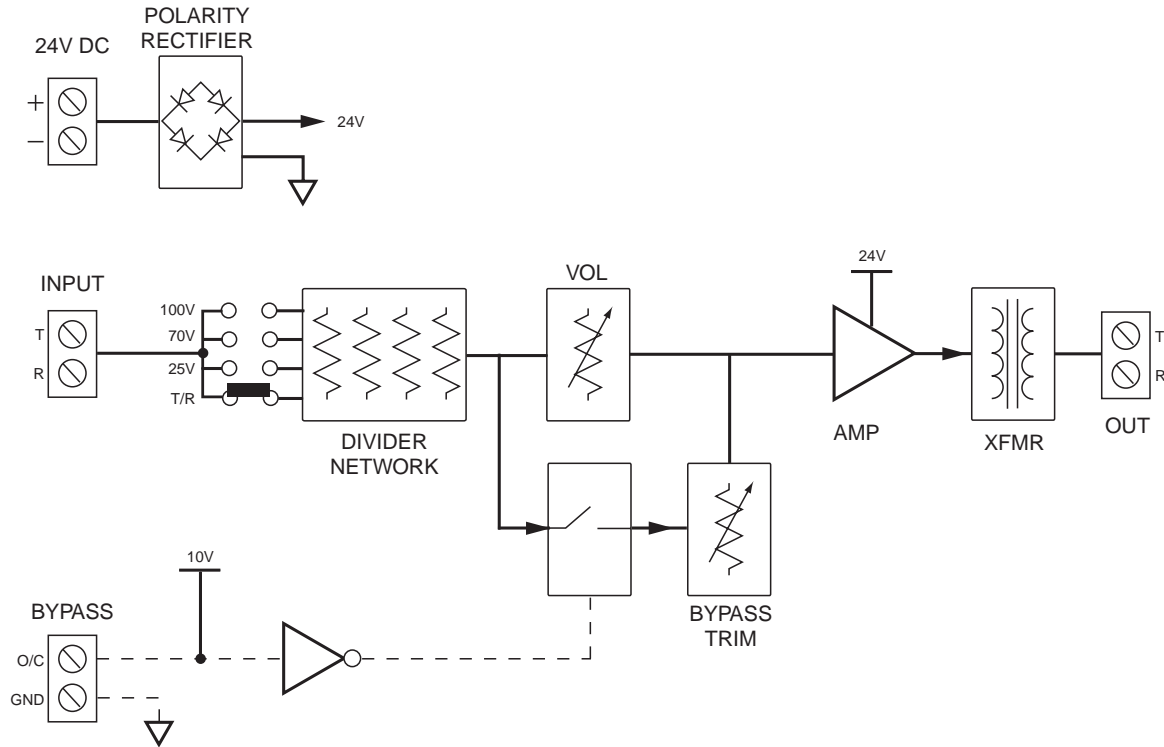 POLARITY
RECTIFIER
24V DC
+
–
24V
INPUT
T
R
100V
70V
25V
T/R
DIVIDER
NETWORK
VOL
24V
AMP
XFMR
T
R
OUT
BYPASS
TRIM
10V
BYPASS
O/C
GND